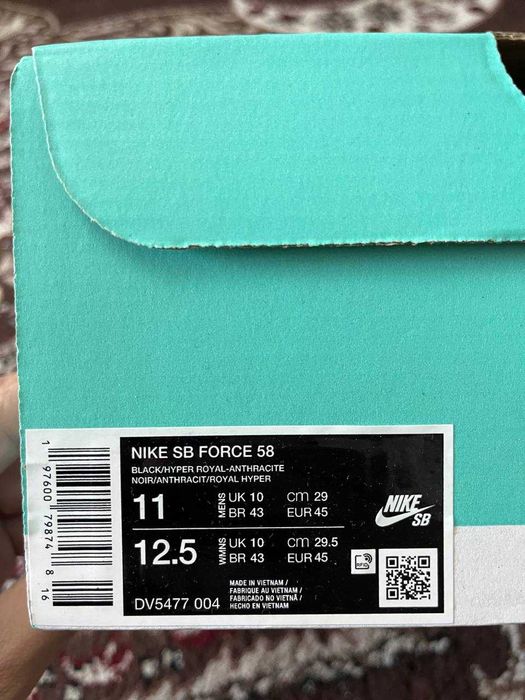 NIKE SB FORCE 58
BLACK/HYPER ROYAL-ANTHRACITE
NOIR/ANTHRACIT/ROYAL HYPER
11 MENS UK 10 cm 29
BR 43 EUR 45
12.5 WMNS UK 10 cm 29.5
BR 43 EUR 45
NIKE
SB
RFID
MADE IN VIETNAM /
FABRIQUE AU VIETNAM /
FABRICADO NO VIETNÃ /
HECHO EN VIETNAM
DV5477 004
1 97600 79874 8 16